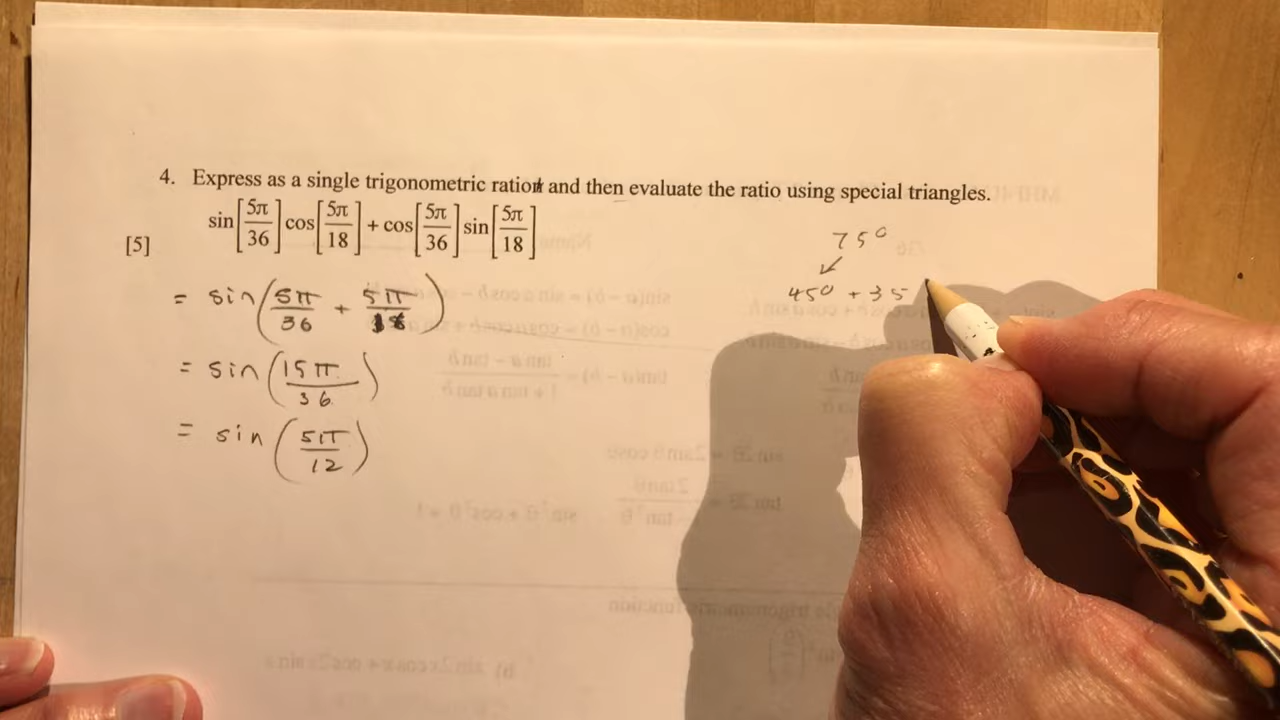 4. Express as a single trigonometric ratio and then evaluate the ratio using special triangles.
sin[5π/36]cos[5π/18] + cos[5π/36]sin[5π/18]
[5]
= sin(5π/36 + 5π/18)
= sin(15π/36)
= sin(5π/12)
75°
45° + 35